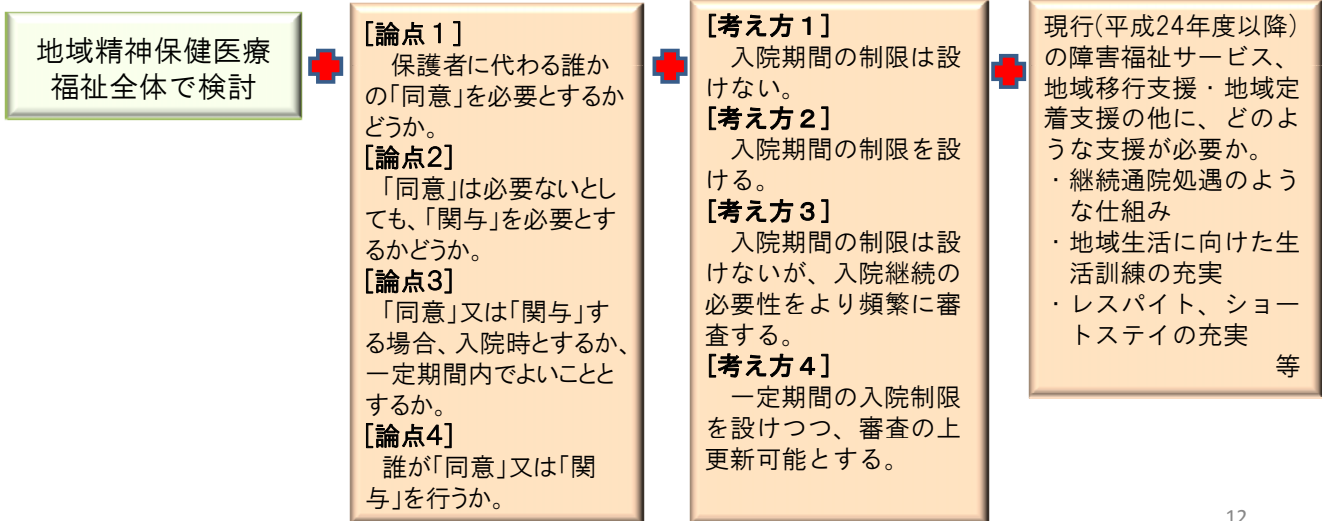 地域精神保健医療
福祉全体で検討
[論点１]
保護者に代わる誰か
の「同意」を必要とするか
どうか。
[論点2]
「同意」は必要ないとし
ても、「関与」を必要とす
るかどうか。
[論点3]
「同意」又は「関与」す
る場合、入院時とするか、
一定期間内でよいことと
するか。
[論点4]
誰が「同意」又は「関
与」を行うか。
[考え方１]
入院期間の制限は設
けない。
[考え方２]
入院期間の制限を設
ける。
[考え方３]
入院期間の制限は設
けないが、入院継続の
必要性をより頻繁に審
査する。
[考え方４]
一定期間の入院制限
を設けつつ、審査の上
更新可能とする。
現行(平成24年度以降)
の障害福祉サービス、
地域移行支援・地域定
着支援の他に、どのよ
うな支援が必要か。
・継続通院処遇のよう
な仕組み
・地域生活に向けた生
活訓練の充実
・レスパイト、ショー
トステイの充実
等
12